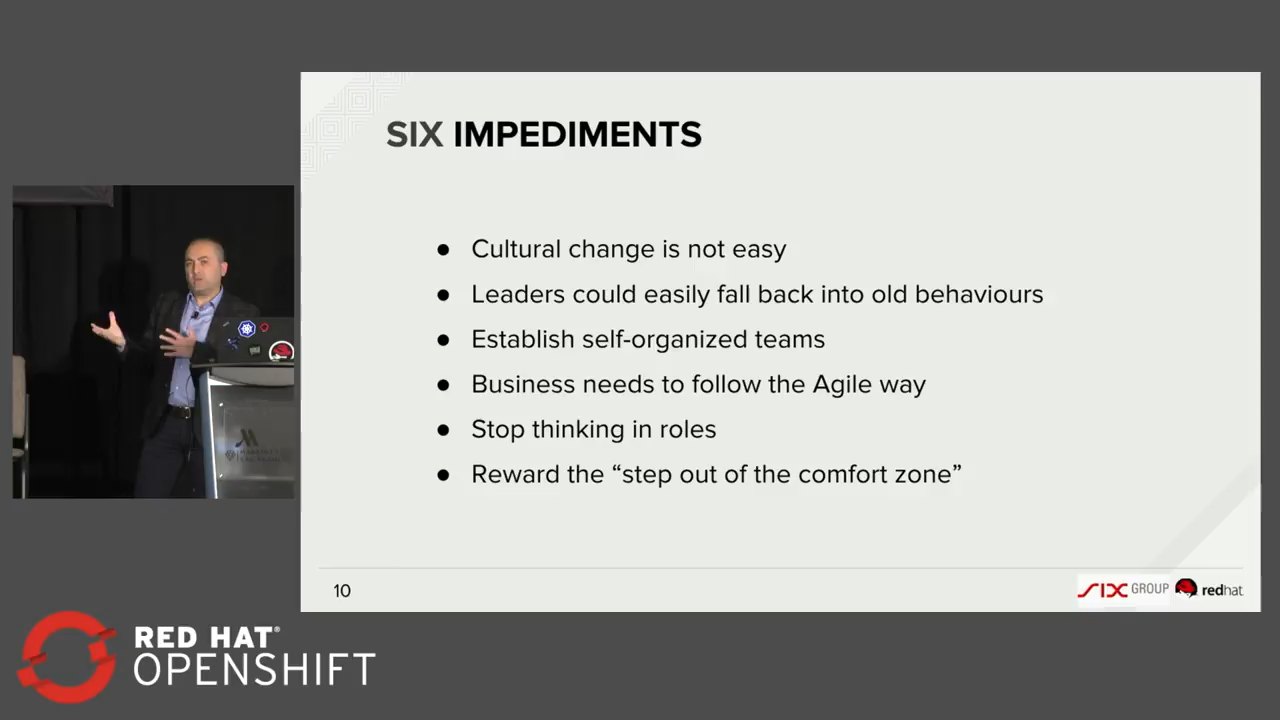 SIX IMPEDIMENTS
● Cultural change is not easy
● Leaders could easily fall back into old behaviours
● Establish self-organized teams
● Business needs to follow the Agile way
● Stop thinking in roles
● Reward the “step out of the comfort zone”
10
SIX GROUP redhat
RED HAT®
OPENSHIFT